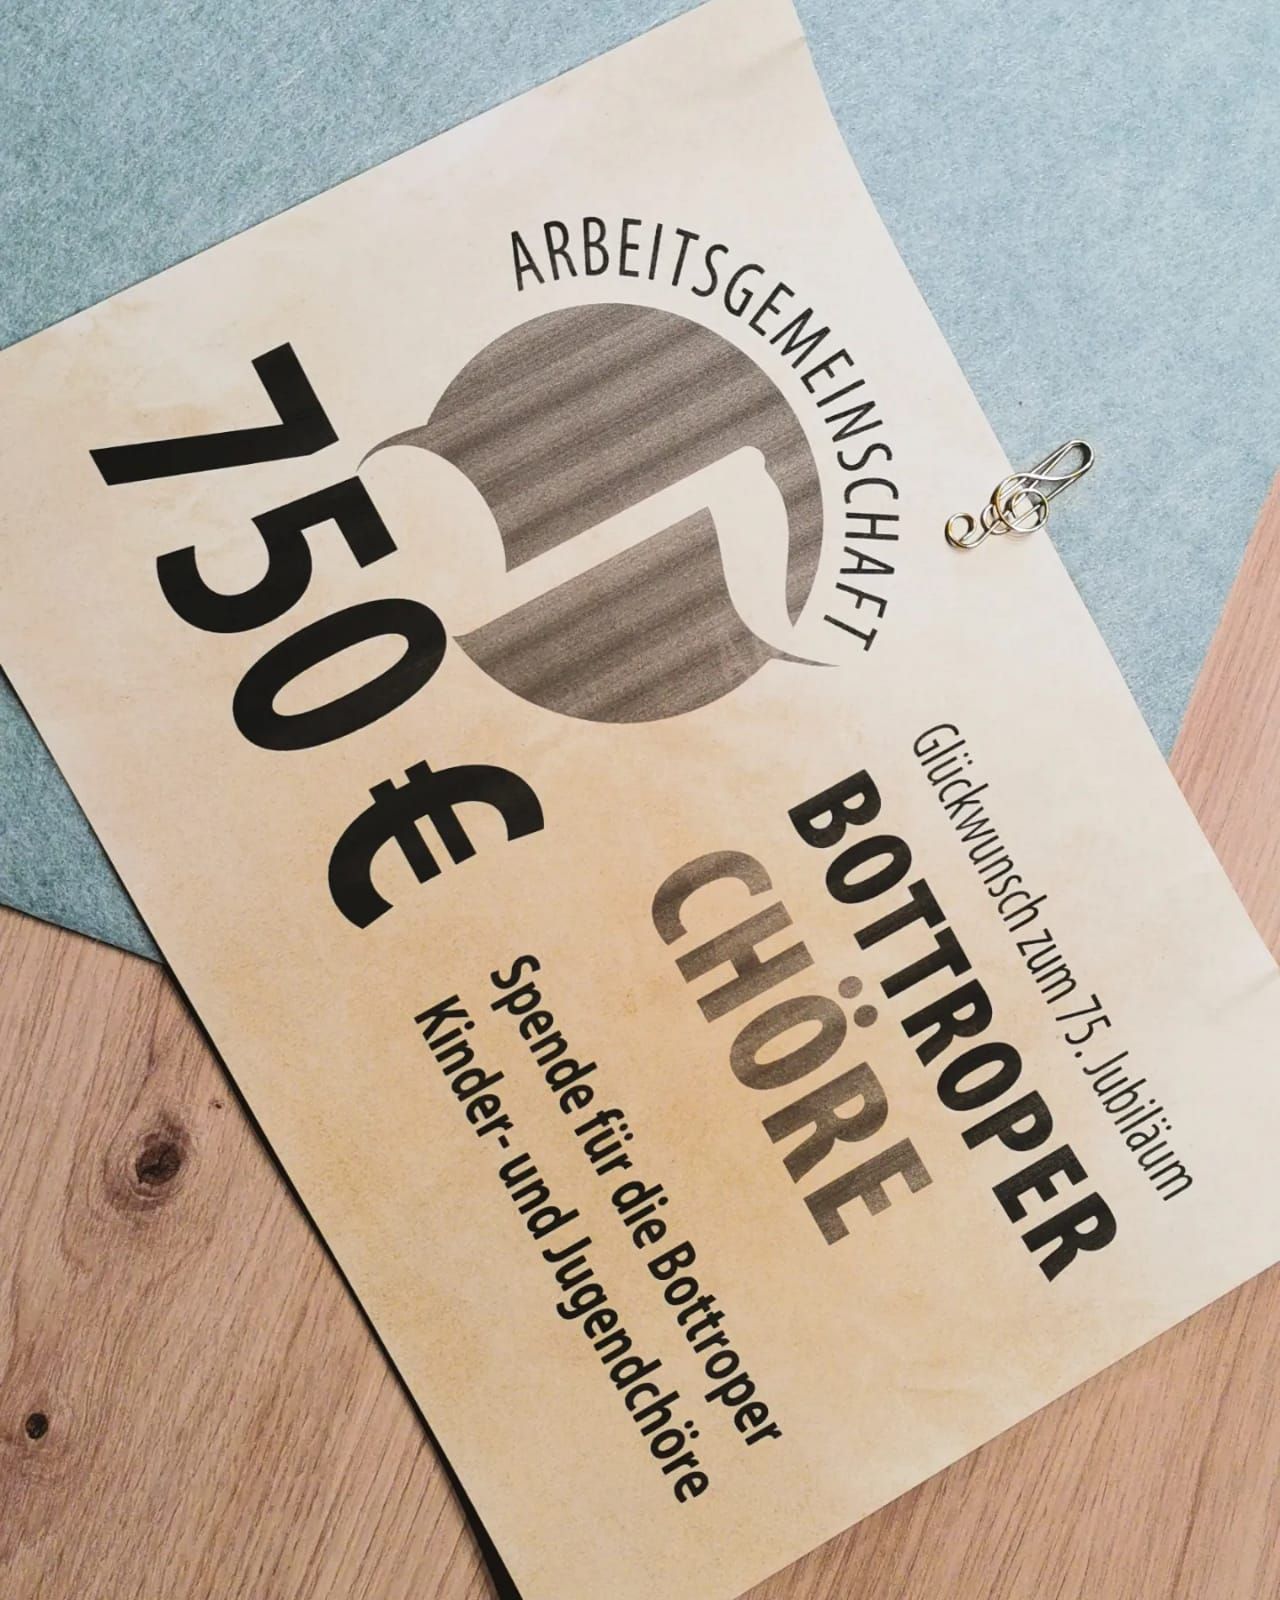 Glückwunsch zum 75. Jubiläum
ARBEITSGEMEINSCHAFT
BOTTROPER
CHÖRE
750 €
Spende für die Bottroper
Kinder- und Jugendchöre